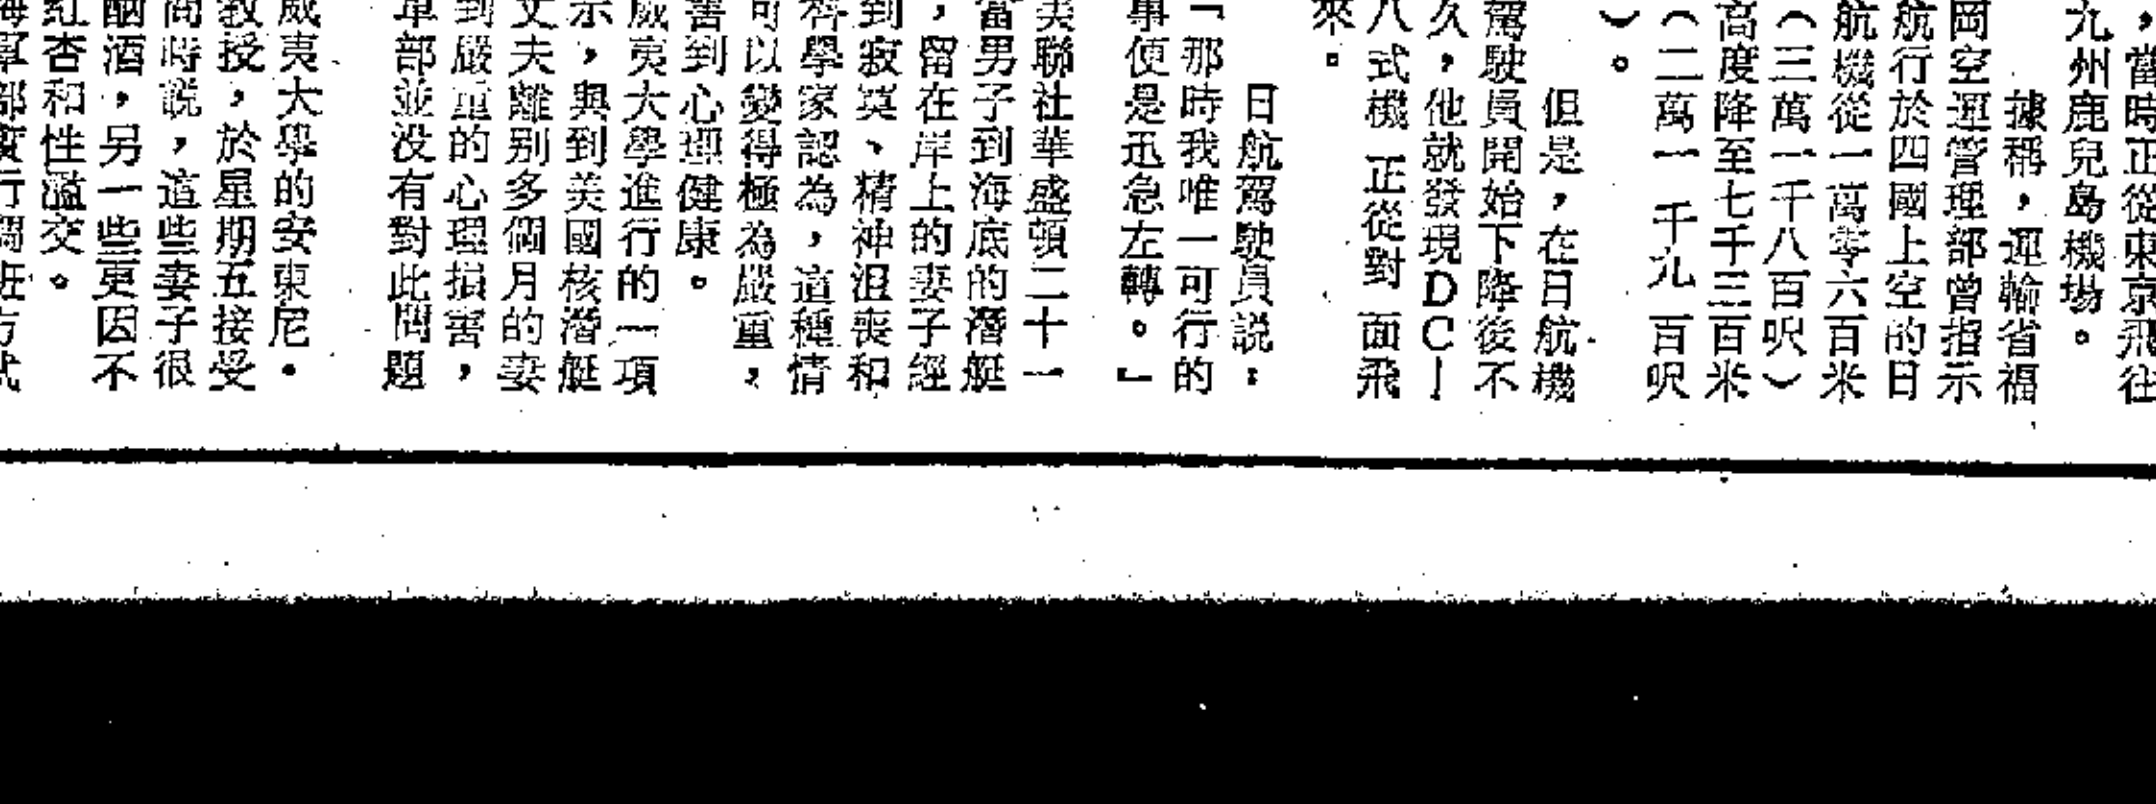 ，當時正從東京飛往
九州鹿兒島機場。
據稱，運輸省福
岡空運管理部曾指示
航行於四國上空的日
航機從一萬零六百米
（三萬一千八百呎）
高度降至七千三百米
（二萬一千九百呎
）。
但是，在日航機
駕駛員開始下降後不
久，他就發現DC—
八式機正從對面飛
來。
日航駕駛員説：
「那時我唯一可行的
事便是迅急左轉。」
美聯社華盛頓二十一
當男子到海底的潛艇
，留在岸上的妻子經
到寂寞、精神沮喪和
學家認為，這種情
可以變得極為嚴重，
害到心理健康。
威夷大學進行的一項
示，與到美國核潛艇
丈夫離别多個月的妻
到嚴重的心理損害，
軍部並没有對此問題
威夷大學的安東尼・
教授，於星期五接受
問時説，這些妻子很
酗酒，另一些更因不
紅杏和性濫交。
海軍部實行調班方式